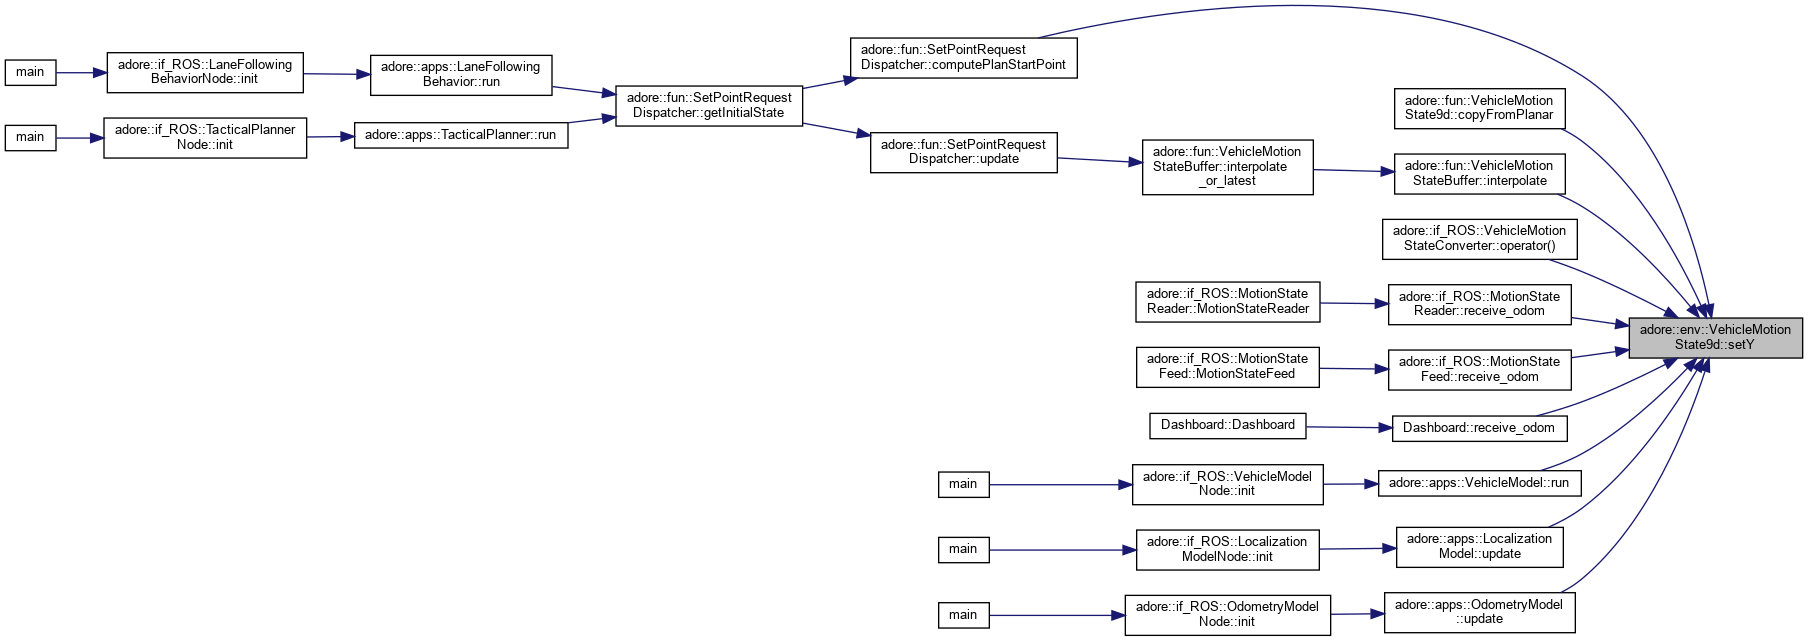 main
adore::if_ROS::LaneFollowing
BehaviorNode::init
adore::apps::LaneFollowing
Behavior::run
main
adore::if_ROS::TacticalPlanner
Node::init
adore::apps::TacticalPlanner::run
adore::fun::SetPointRequest
Dispatcher::getInitialState
adore::fun::SetPointRequest
Dispatcher::computePlanStartPoint
adore::fun::SetPointRequest
Dispatcher::update
adore::fun::VehicleMotion
StateBuffer::interpolate
_or_latest
adore::fun::VehicleMotion
State9d::copyFromPlanar
adore::fun::VehicleMotion
StateBuffer::interpolate
adore::if_ROS::VehicleMotion
StateConverter::operator()
adore::if_ROS::MotionState
Reader::MotionStateReader
adore::if_ROS::MotionState
Reader::receive_odom
adore::env::VehicleMotion
State9d::setY
adore::if_ROS::MotionState
Feed::MotionStateFeed
adore::if_ROS::MotionState
Feed::receive_odom
Dashboard::Dashboard
Dashboard::receive_odom
main
adore::if_ROS::VehicleModel
Node::init
adore::apps::VehicleModel::run
main
adore::if_ROS::Localization
ModelNode::init
adore::apps::Localization
Model::update
main
adore::if_ROS::OdometryModel
Node::init
adore::apps::OdometryModel
::update